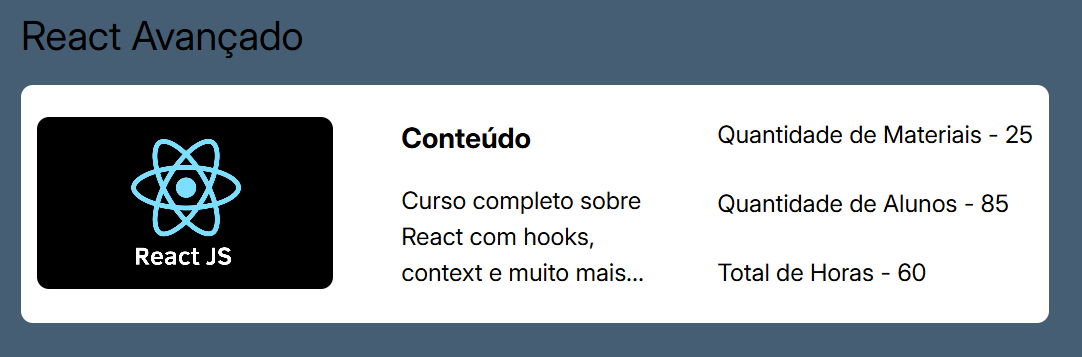 React Avançado
React JS
Conteúdo
Curso completo sobre
React com hooks,
context e muito mais...
Quantidade de Materiais - 25
Quantidade de Alunos - 85
Total de Horas - 60